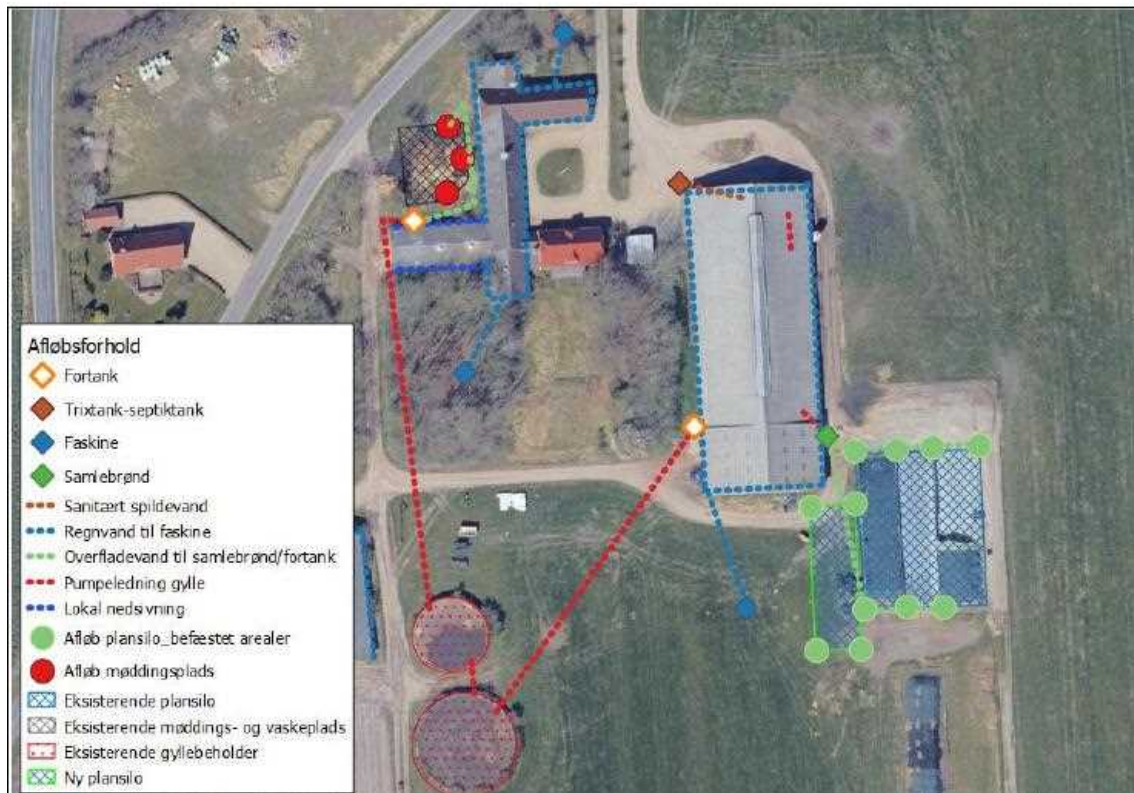 Afløbsforhold
Fortank
Trixtank-septiktank
Faskine
Samlebrønd
Sanitært spildevand
Regnvand til faskine
Overfladevand til samlebrønd/fortank
Pumpeledning gylle
Lokal nedsivning
Afløb plansilo_befæstet arealer
Afløb møddingsplads
Eksisterende plansilo
Eksisterende møddings- og vaskeplads
Eksisterende gyllebeholder
Ny plansilo